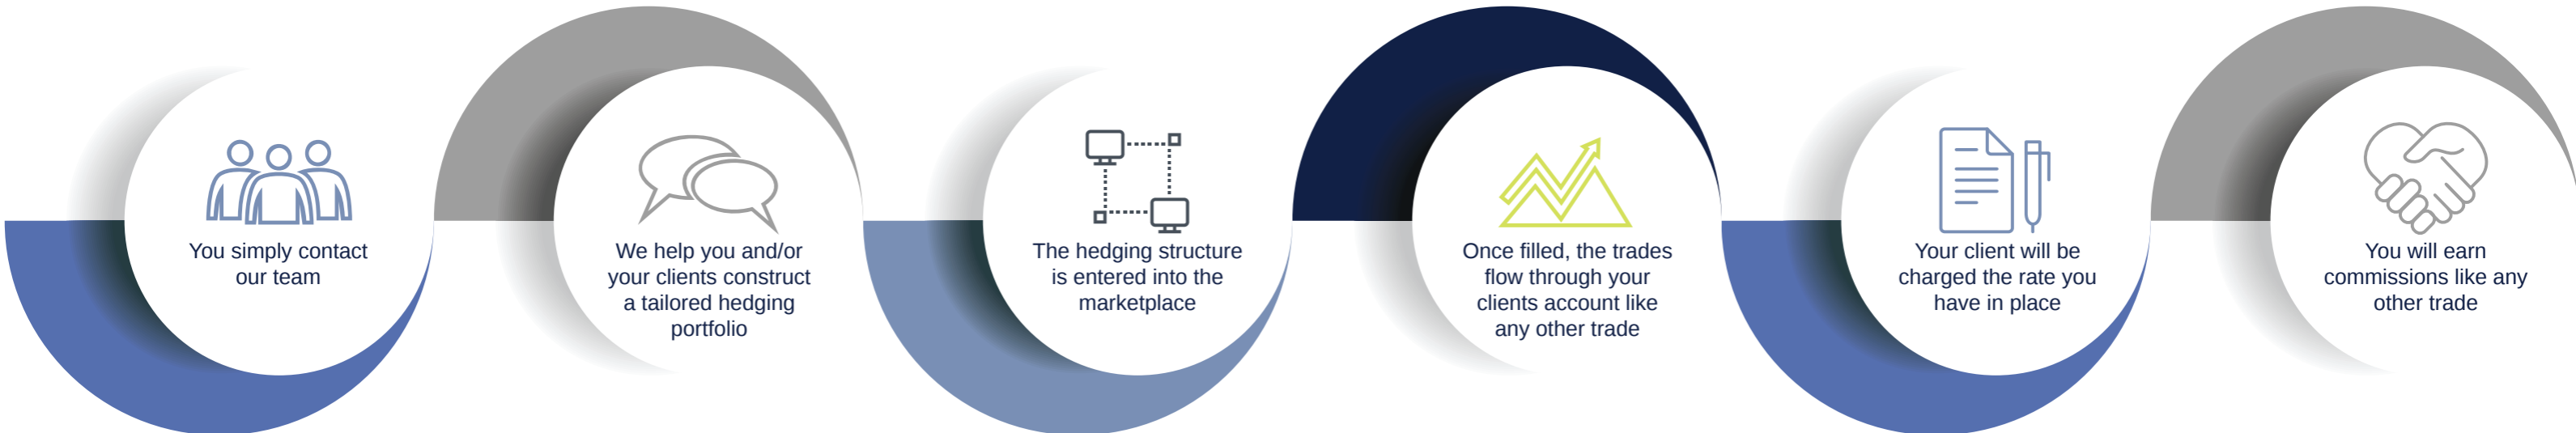 You simply contact
our team
We help you and/or
your clients construct
a tailored hedging
portfolio
The hedging structure
is entered into the
marketplace
Once filled, the trades
flow through your
clients account like
any other trade
Your client will be
charged the rate you
have in place
You will earn
commissions like any
other trade